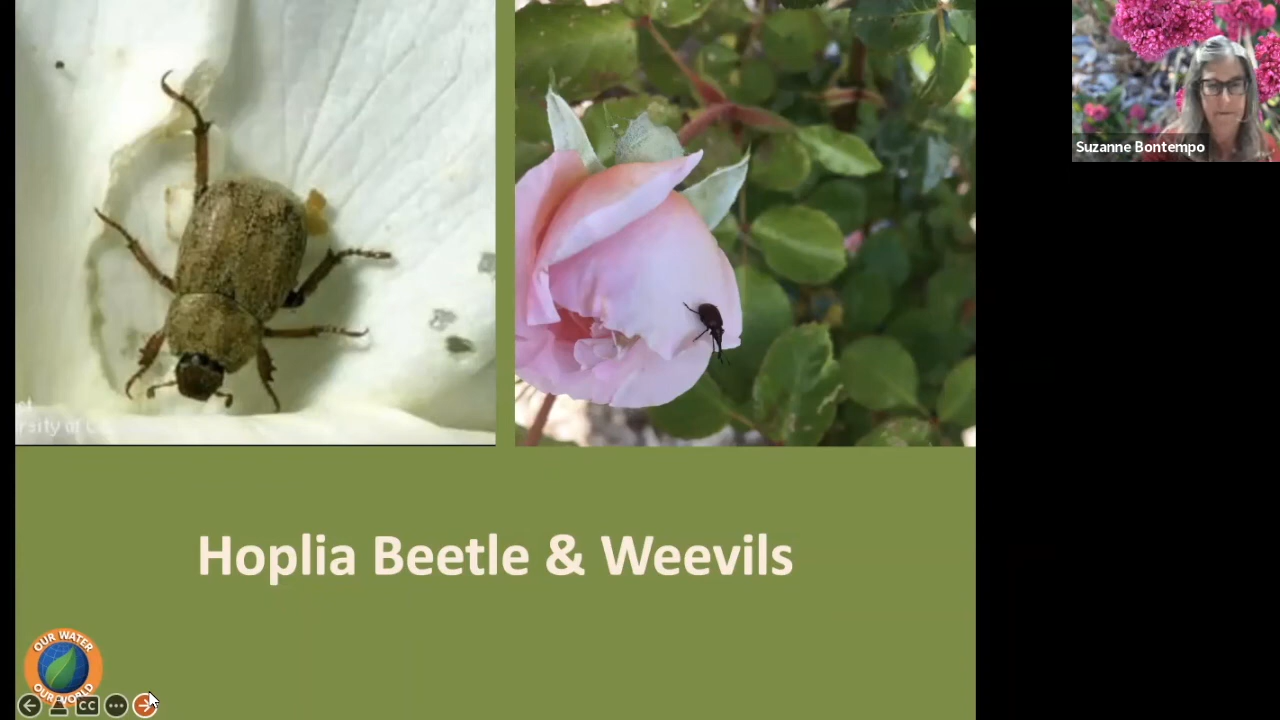 Suzanne Bontempo
Hoplia Beetle & Weevils
OUR WATER
OUR WORLD
CC